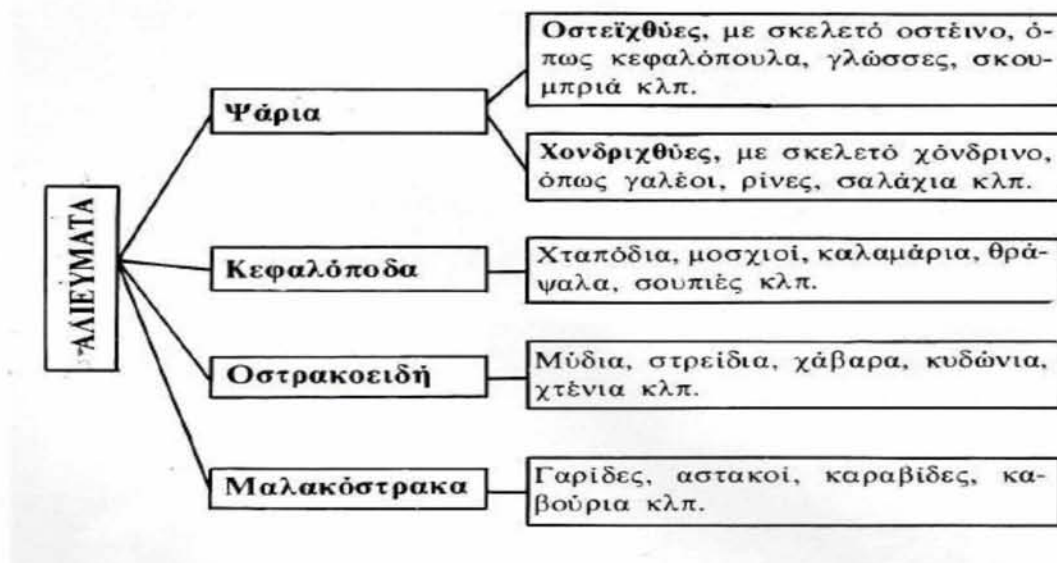 ΑΛΙΕΥΜΑΤΑ
Ψάρια
Οστεϊχθύες, με σκελετό οστέινο, ό-
πως κεφαλόπουλα, γλώσσες, σκου-
μπριά κλπ.
Χονδριχθύες, με σκελετό χόνδρινο,
όπως γαλέοι, ρίνες, σαλάχια κλπ.
Κεφαλόποδα
Χταπόδια, μοσχιοί, καλαμάρια, θρά-
ψαλα, σουπιές κλπ.
Οστρακοειδή
Μύδια, στρείδια, χάβαρα, κυδώνια,
χτένια κλπ.
Μαλακόστρακα
Γαρίδες, αστακοί, καραβίδες, κα-
βούρια κλπ.